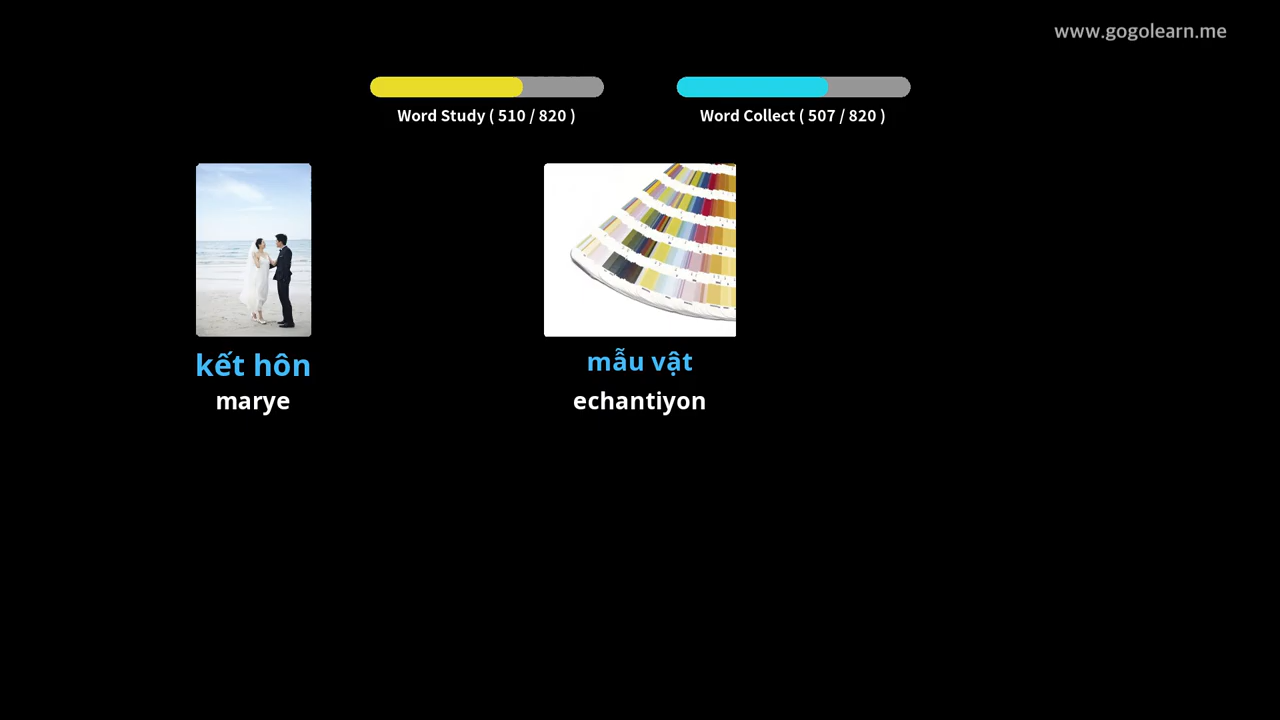 www.gogolearn.me
Word Study ( 510 / 820 )
Word Collect ( 507 / 820 )
kết hôn
marye
mẫu vật
echantiyon